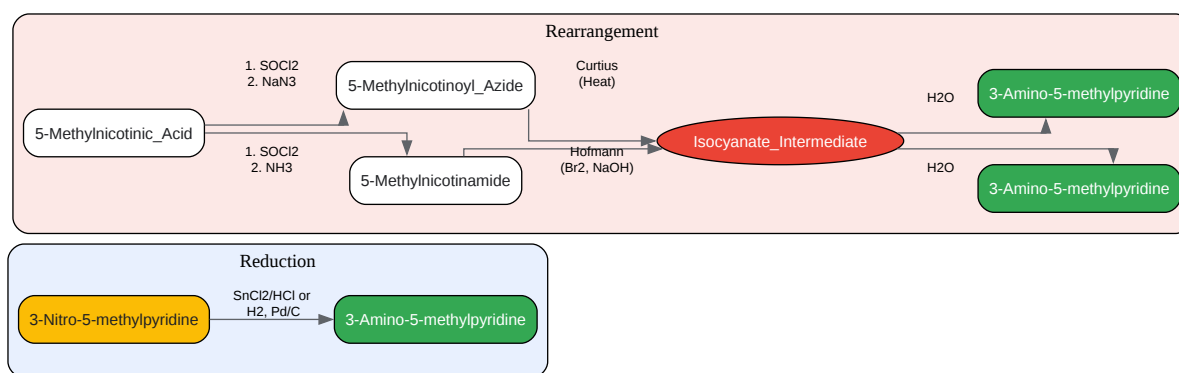 Rearrangement
1. SOCl2
2. NaN3
5-Methylnicotinoyl_Azide
Curtius
(Heat)
H2O
3-Amino-5-methylpyridine
5-Methylnicotinic_Acid
Isocyanate_Intermediate
1. SOCl2
2. NH3
5-Methylnicotinamide
Hofmann
(Br2, NaOH)
H2O
3-Amino-5-methylpyridine
Reduction
3-Nitro-5-methylpyridine
SnCl2/HCl or
H2, Pd/C
3-Amino-5-methylpyridine